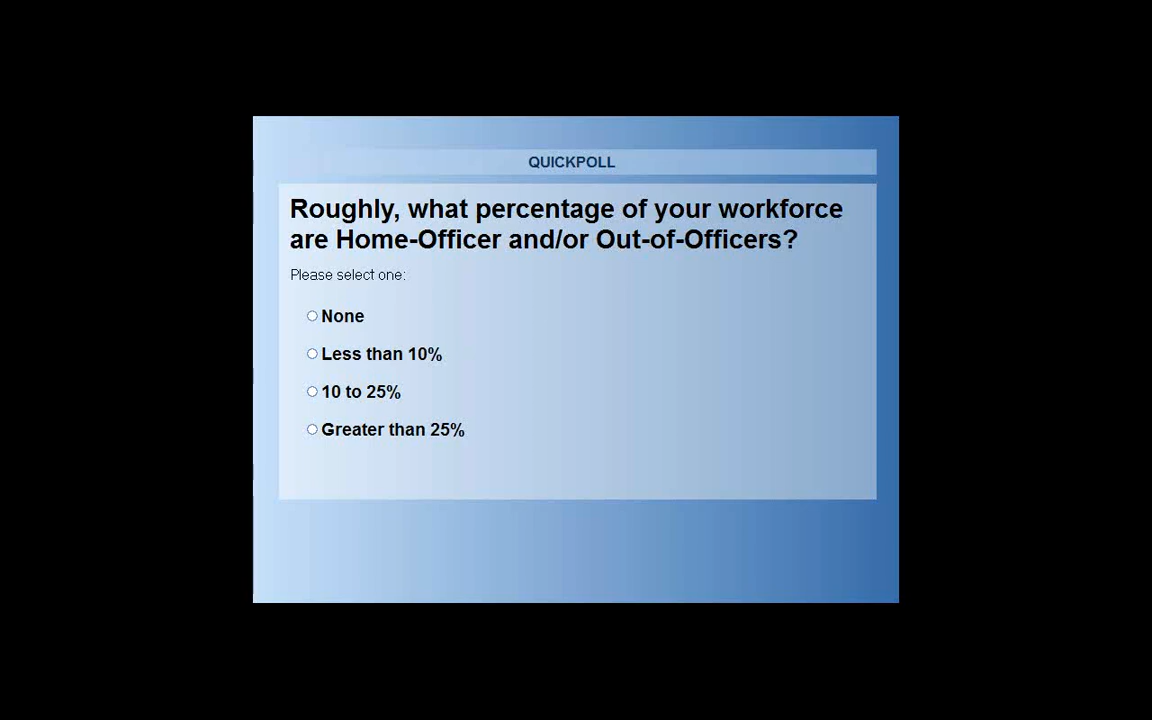 QUICKPOLL
Roughly, what percentage of your workforce
are Home-Officer and/or Out-of-Officers?
Please select one:
None
Less than 10%
10 to 25%
Greater than 25%